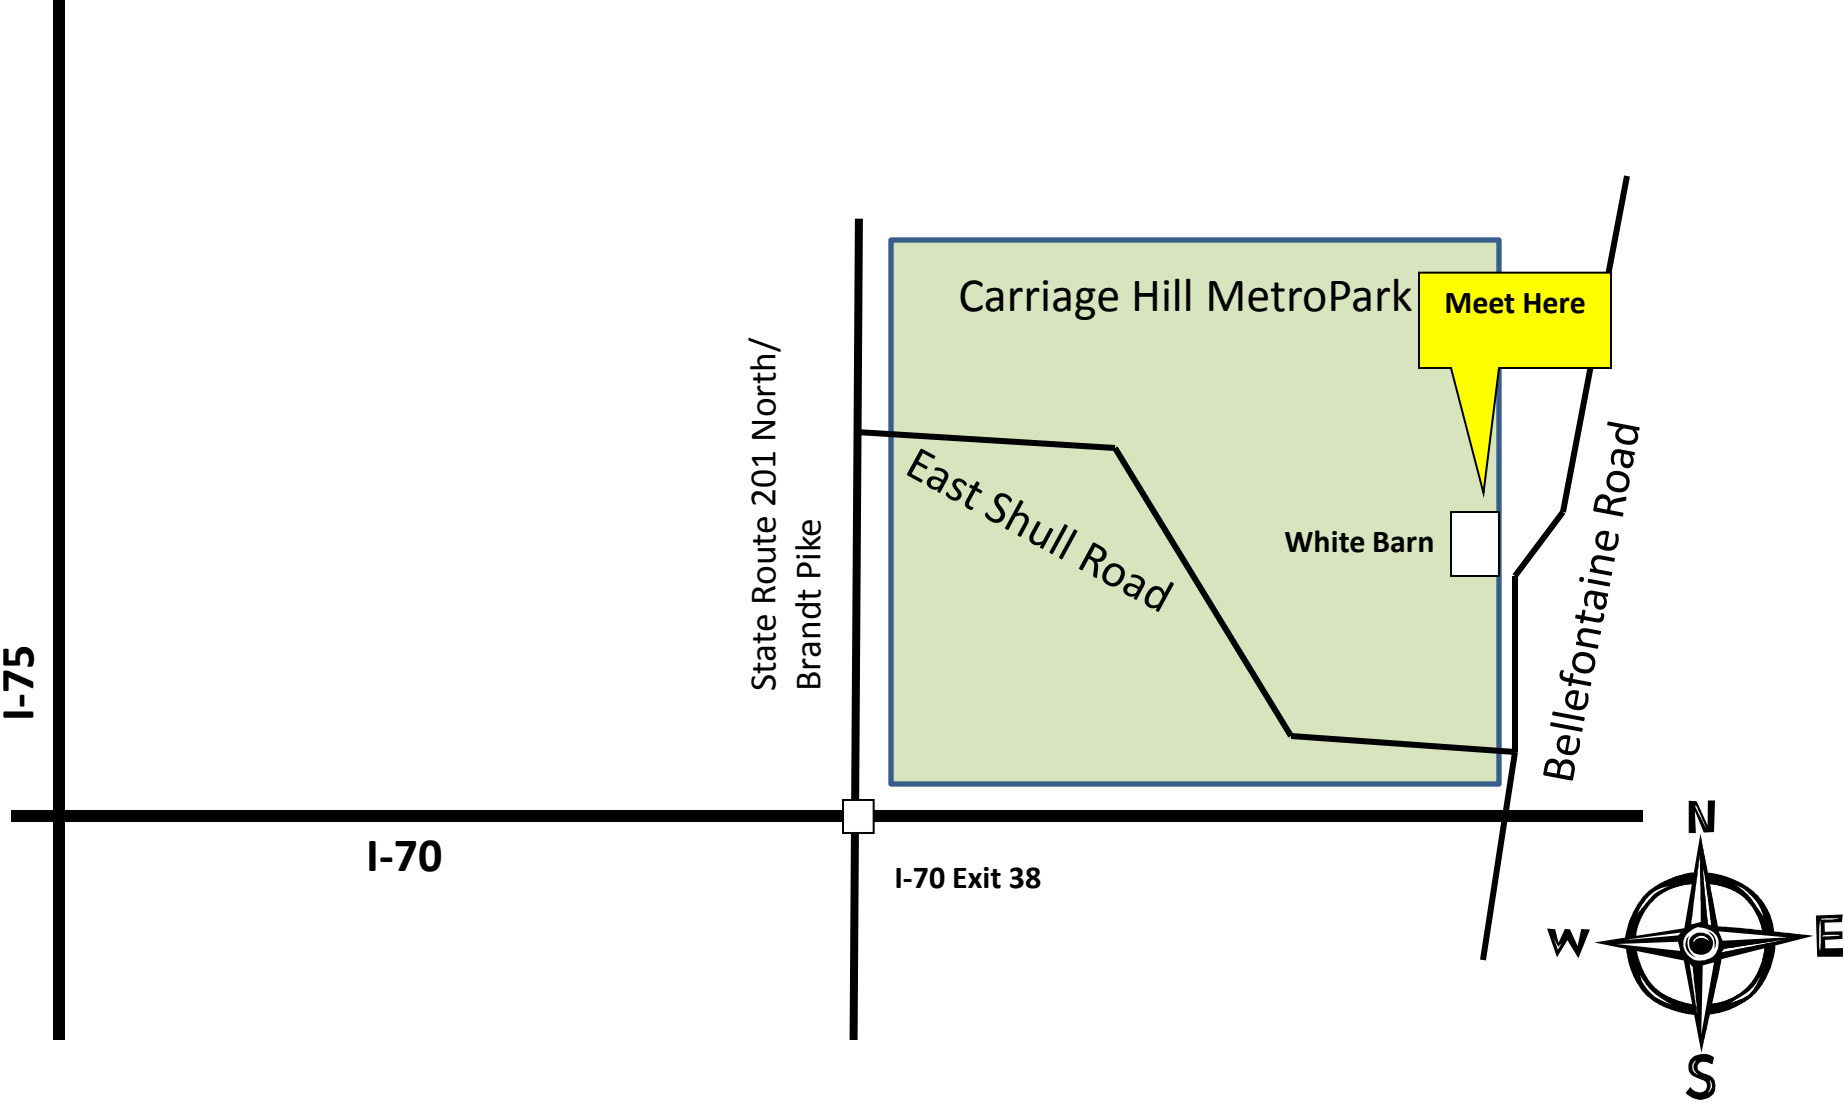 Carriage Hill MetroPark
Meet Here
State Route 201 North/
Brandt Pike
East Shull Road
White Barn
Bellefontaine Road
I-75
I-70
I-70 Exit 38
N
W
E
S